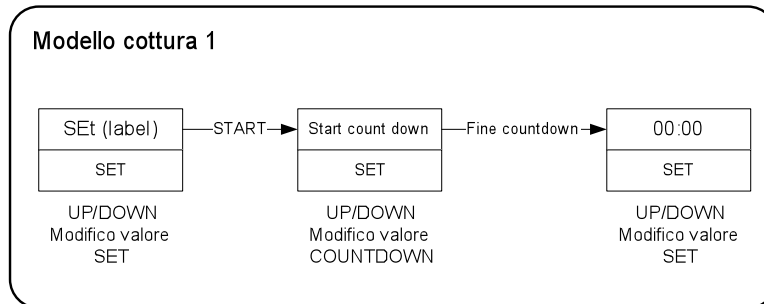 Modello cottura 1
SEt (label)
SET
UP/DOWN
Modifico valore
SET
START
Start count down
SET
UP/DOWN
Modifico valore
COUNTDOWN
Fine countdown
00:00
SET
UP/DOWN
Modifico valore
SET